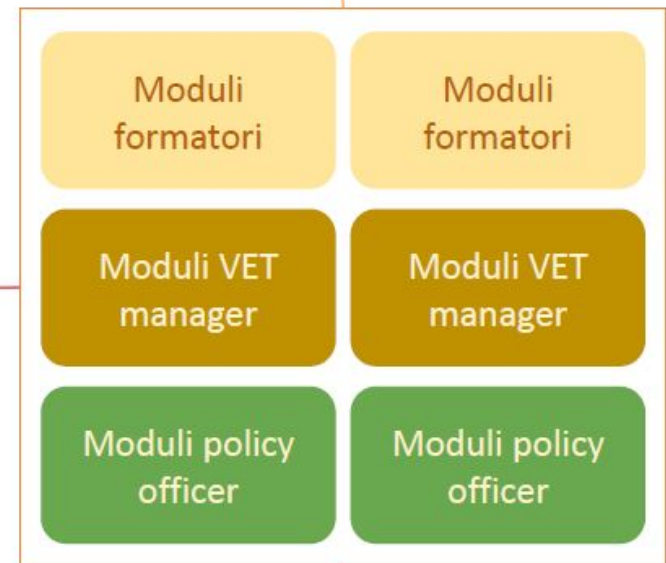 Moduli
formatori
Moduli
formatori
Moduli VET
manager
Moduli VET
manager
Moduli policy
officer
Moduli policy
officer